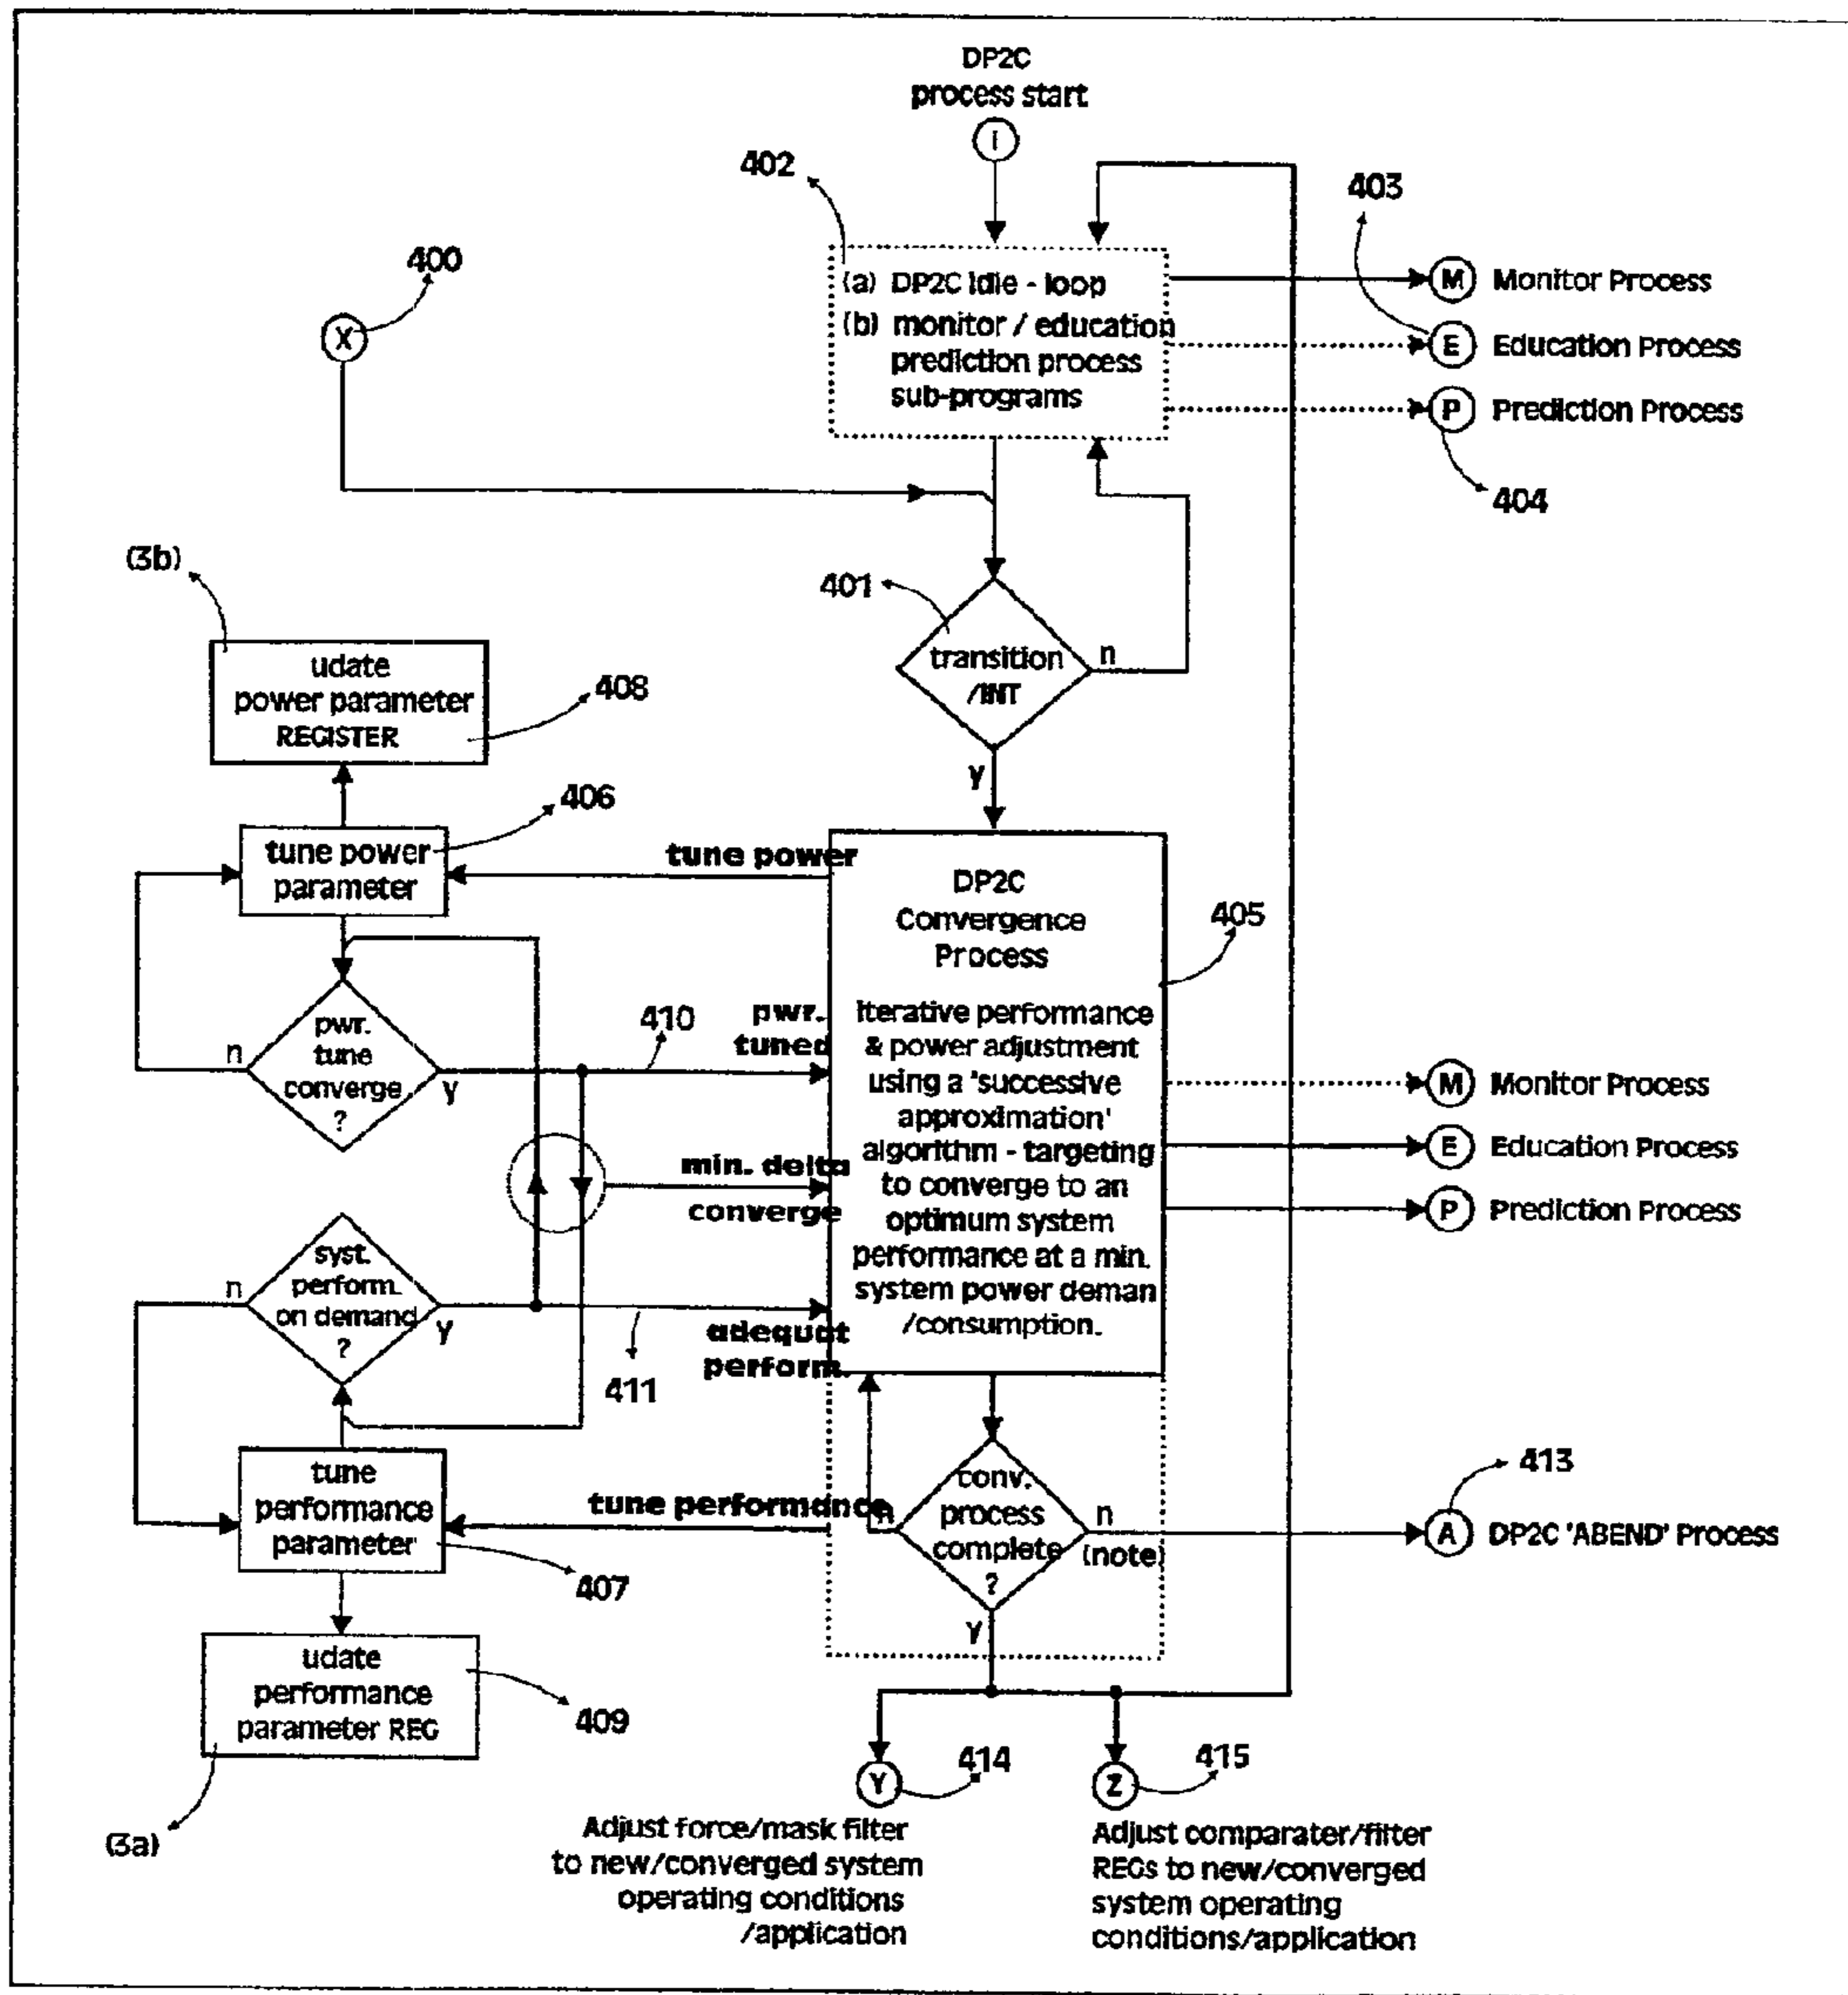 DP2C
process start
I
402
403
400
(a) DP2C idle - loop
(b) monitor / education
prediction process
sub-programs
M Monitor Process
E Education Process
P Prediction Process
X
404
(3b)
401
transition
/INT
n
y
udate
power parameter
REGISTER
408
406
tune power
parameter
tune power
DP2C
Convergence
Process
405
iterative performance
& power adjustment
using a 'successive
approximation'
algorithm - targeting
to converge to an
optimum system
performance at a min.
system power deman
/consumption.
pwr.
tune
converge
?
n
y
410
pwr.
tuned
M Monitor Process
E Education Process
P Prediction Process
min. delta
converge
syst.
perform.
on demand
?
n
y
adequat
perform.
411
tune
performance
parameter
tune performance
407
conv.
process
complete
?
n
n
(note)
y
413
A DP2C 'ABEND' Process
udate
performance
parameter REG
409
(3a)
414
415
Y
Z
Adjust force/mask filter
to new/converged system
operating conditions
/application
Adjust comparater/filter
REGs to new/converged
system operating
conditions/application